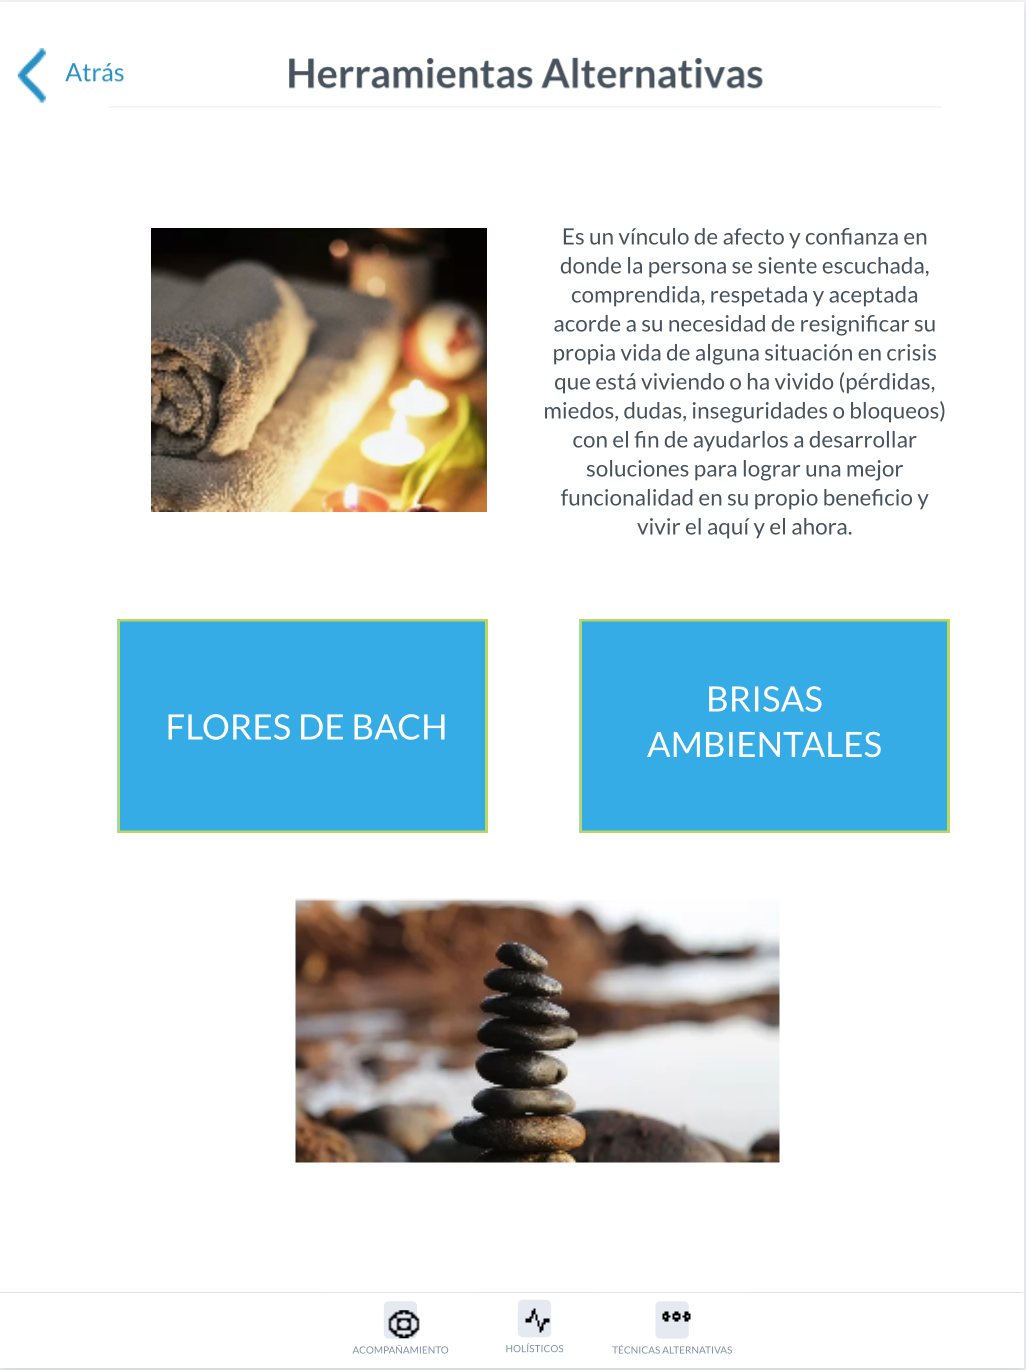 Atrás
Herramientas Alternativas
Es un vínculo de afecto y confianza en
donde la persona se siente escuchada,
comprendida, respetada y aceptada
acorde a su necesidad de resignificar su
propia vida de alguna situación en crisis
que está viviendo o ha vivido (pérdidas,
miedos, dudas, inseguridades o bloqueos)
con el fin de ayudarlos a desarrollar
soluciones para lograr una mejor
funcionalidad en su propio beneficio y
vivir el aquí y el ahora.
FLORES DE BACH
BRISAS
AMBIENTALES
ACOMPAÑAMIENTO
HOLÍSTICOS
TÉCNICAS ALTERNATIVAS